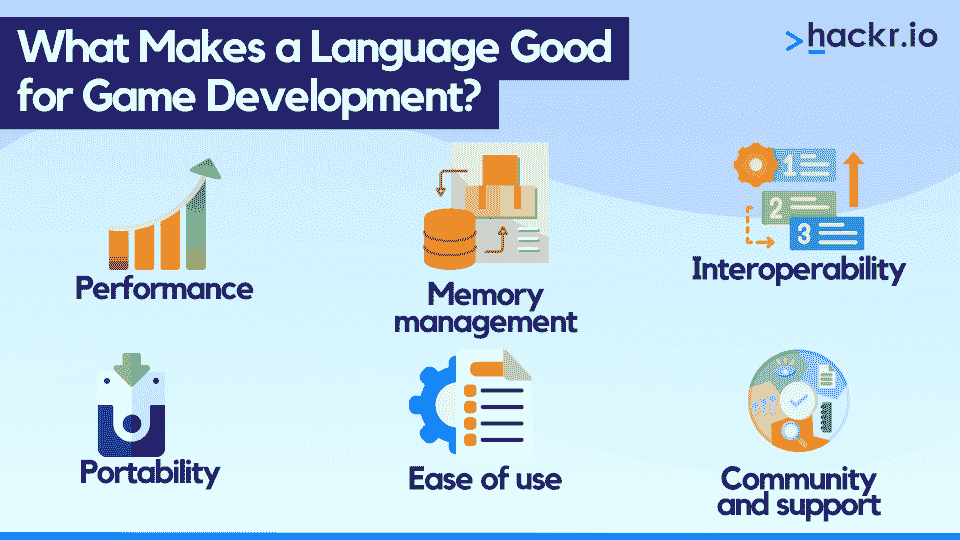 What Makes a Language Good
for Game Development?
>hackr.io
Performance
Memory
management
1
2
3
Interoperability
Portability
Ease of use
Community
and support